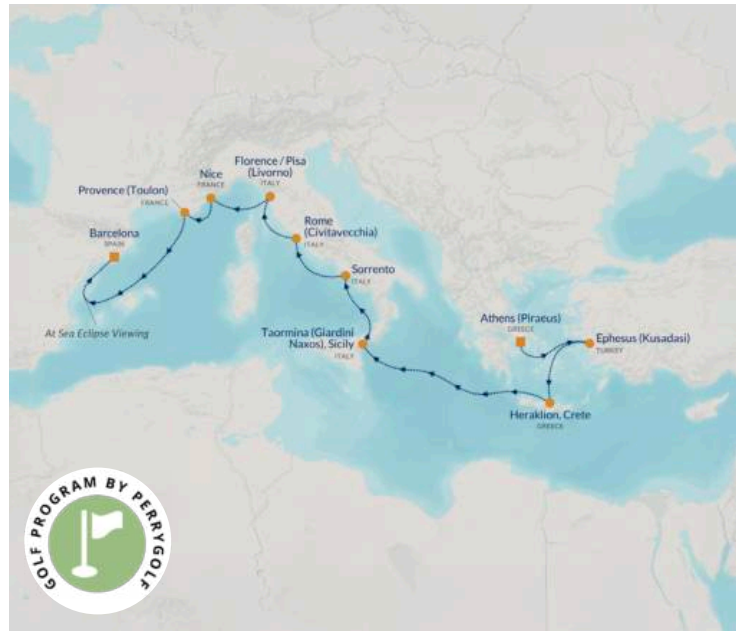 Florence / Pisa
(Livorno)
ITALY
Nice
FRANCE
Provence (Toulon)
FRANCE
Rome
(Civitavecchia)
ITALY
Barcelona
SPAIN
Sorrento
ITALY
At Sea Eclipse Viewing
Athens (Piraeus)
GREECE
Taormina (Giardini
Naxos), Sicily
ITALY
Ephesus (Kusadasi)
TURKEY
Heraklion, Crete
GREECE
GOLF PROGRAM BY PERRYGOLF